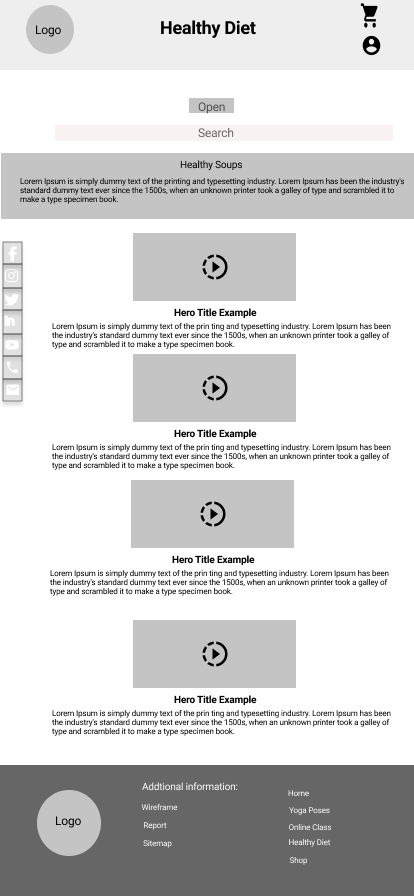 Logo
Healthy Diet
Open
Search
Healthy Soups
Lorem Ipsum is simply dummy text of the printing and typesetting industry. Lorem Ipsum has been the industry's
standard dummy text ever since the 1500s, when an unknown printer took a galley of type and scrambled it to
make a type specimen book.
Hero Title Example
Lorem Ipsum is simply dummy text of the prin ting and typesetting industry. Lorem Ipsum has been
the industry's standard dummy text ever since the 1500s, when an unknown printer took a galley of
type and scrambled it to make a type specimen book.
Hero Title Example
Lorem Ipsum is simply dummy text of the prin ting and typesetting industry. Lorem Ipsum has been
the industry's standard dummy text ever since the 1500s, when an unknown printer took a galley of
type and scrambled it to make a type specimen book.
Hero Title Example
Lorem Ipsum is simply dummy text of the prin ting and typesetting industry. Lorem Ipsum has been
the industry's standard dummy text ever since the 1500s, when an unknown printer took a galley of
type and scrambled it to make a type specimen book.
Hero Title Example
Lorem Ipsum is simply dummy text of the prin ting and typesetting industry. Lorem Ipsum has been
the industry's standard dummy text ever since the 1500s, when an unknown printer took a galley of
type and scrambled it to make a type specimen book.
Logo
Addtional information:
Wireframe
Report
Sitemap
Home
Yoga Poses
Online Class
Healthy Diet
Shop